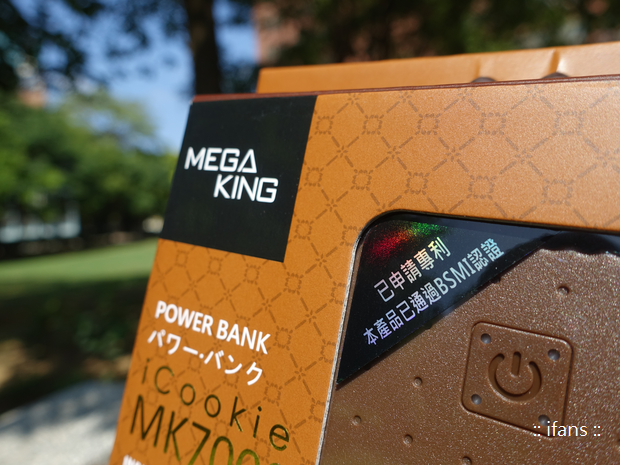 MEGA
KING
已申請專利
本產品已通過BSMI認證
POWER BANK
パワー・バンク
iCookie
:: ifans ::